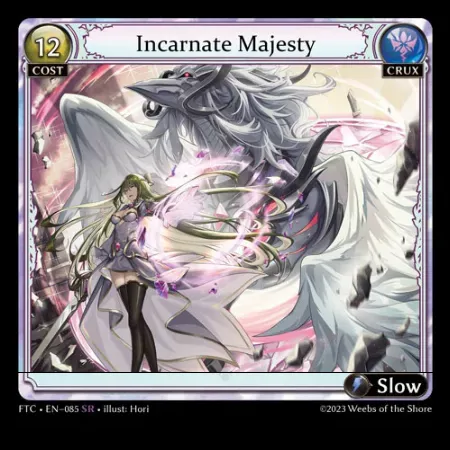 12
COST
Incarnate Majesty
CRUX
Slow
FTC • EN–085 SR • illust: Hori
©2023 Weebs of the Shore